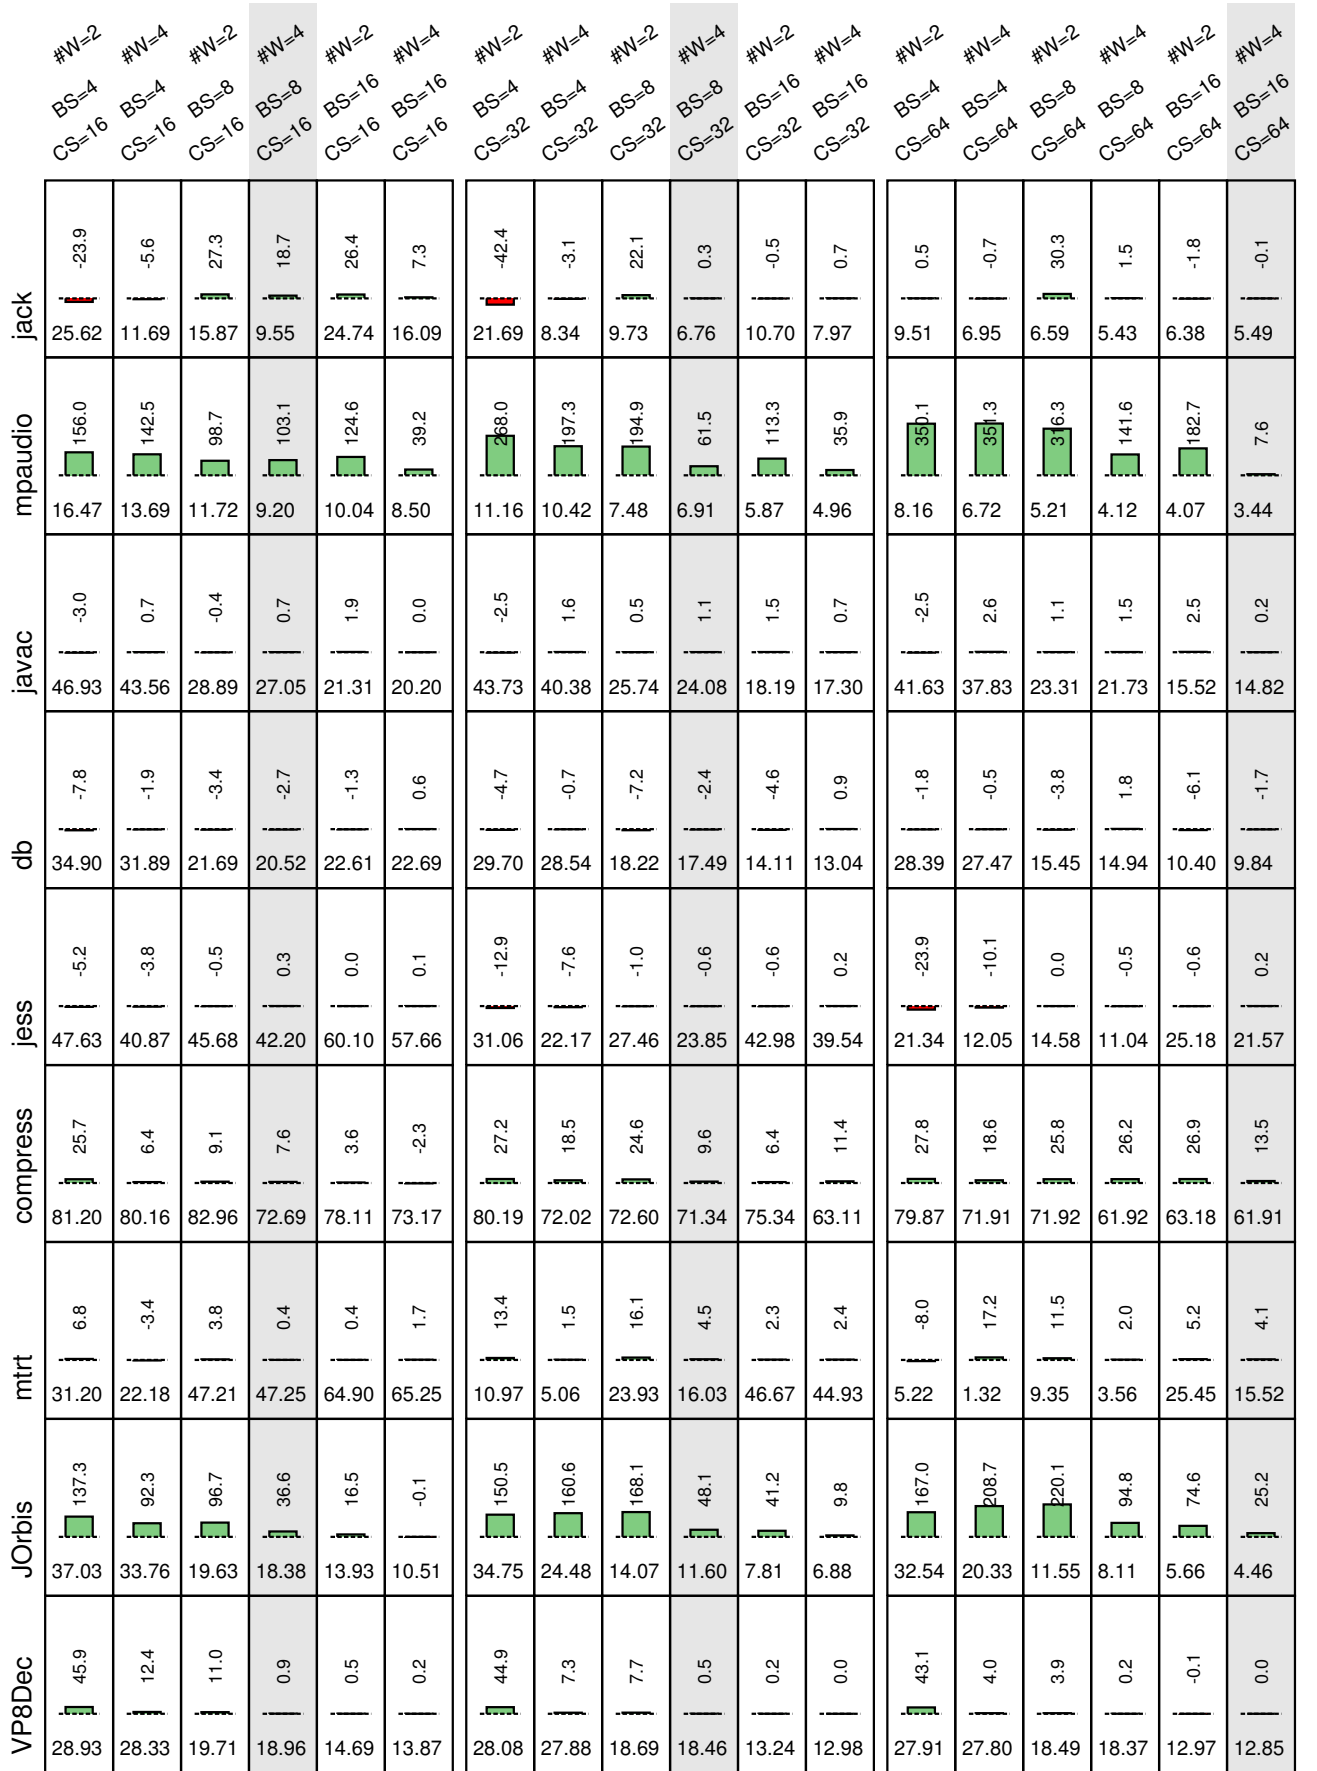 #W=2 #W=4 #W=2 #W=4 #W=2 #W=4 #W=2 #W=4 #W=2 #W=4 #W=2 #W=4 #W=2 #W=4 #W=2 #W=4 #W=2 #W=4
BS=4 BS=4 BS=8 BS=8 BS=16 BS=16 BS=4 BS=4 BS=8 BS=8 BS=16 BS=16 BS=4 BS=4 BS=8 BS=8 BS=16 BS=16
CS=16 CS=16 CS=16 CS=16 CS=16 CS=16 CS=32 CS=32 CS=32 CS=32 CS=32 CS=32 CS=64 CS=64 CS=64 CS=64 CS=64 CS=64
jack
-23.9 -5.6 27.3 18.7 26.4 7.3 -42.4 -3.1 22.1 0.3 -0.5 0.7 0.5 -0.7 30.3 1.5 -1.8 -0.1
25.62 11.69 15.87 9.55 24.74 16.09 21.69 8.34 9.73 6.76 10.70 7.97 9.51 6.95 6.59 5.43 6.38 5.49
mpaudio
156.0 142.5 98.7 103.1 124.6 39.2 268.0 197.3 194.9 61.5 113.3 35.9 350.1 351.3 316.3 141.6 182.7 7.6
16.47 13.69 11.72 9.20 10.04 8.50 11.16 10.42 7.48 6.91 5.87 4.96 8.16 6.72 5.21 4.12 4.07 3.44
javac
-3.0 0.7 -0.4 0.7 1.9 0.0 -2.5 1.6 0.5 1.1 1.5 0.7 -2.5 2.6 1.1 1.5 2.5 0.2
46.93 43.56 28.89 27.05 21.31 20.20 43.73 40.38 25.74 24.08 18.19 17.30 41.63 37.83 23.31 21.73 15.52 14.82
db
-7.8 -1.9 -3.4 -2.7 -1.3 0.6 -4.7 -0.7 -7.2 -2.4 -4.6 0.9 -1.8 -0.5 -3.8 1.8 -6.1 -1.7
34.90 31.89 21.69 20.52 22.61 22.69 29.70 28.54 18.22 17.49 14.11 13.04 28.39 27.47 15.45 14.94 10.40 9.84
jess
-5.2 -3.8 -0.5 0.3 0.0 0.1 -12.9 -7.6 -1.0 -0.6 -0.6 0.2 -23.9 -10.1 0.0 -0.5 -0.6 0.2
47.63 40.87 45.68 42.20 60.10 57.66 31.06 22.17 27.46 23.85 42.98 39.54 21.34 12.05 14.58 11.04 25.18 21.57
compress
25.7 6.4 9.1 7.6 3.6 -2.3 27.2 18.5 24.6 9.6 6.4 11.4 27.8 18.6 25.8 26.2 26.9 13.5
81.20 80.16 82.96 72.69 78.11 73.17 80.19 72.02 72.60 71.34 75.34 63.11 79.87 71.91 71.92 61.92 63.18 61.91
mtrt
6.8 -3.4 3.8 0.4 0.4 1.7 13.4 1.5 16.1 4.5 2.3 2.4 -8.0 17.2 11.5 2.0 5.2 4.1
31.20 22.18 47.21 47.25 64.90 65.25 10.97 5.06 23.93 16.03 46.67 44.93 5.22 1.32 9.35 3.56 25.45 15.52
JOrbis
137.3 92.3 96.7 36.6 16.5 -0.1 150.5 160.6 168.1 48.1 41.2 9.8 167.0 208.7 220.1 94.8 74.6 25.2
37.03 33.76 19.63 18.38 13.93 10.51 34.75 24.48 14.07 11.60 7.81 6.88 32.54 20.33 11.55 8.11 5.66 4.46
VP8Dec
45.9 12.4 11.0 0.9 0.5 0.2 44.9 7.3 7.7 0.5 0.2 0.0 43.1 4.0 3.9 0.2 -0.1 0.0
28.93 28.33 19.71 18.96 14.69 13.87 28.08 27.88 18.69 18.46 13.24 12.98 27.91 27.80 18.49 18.37 12.97 12.85